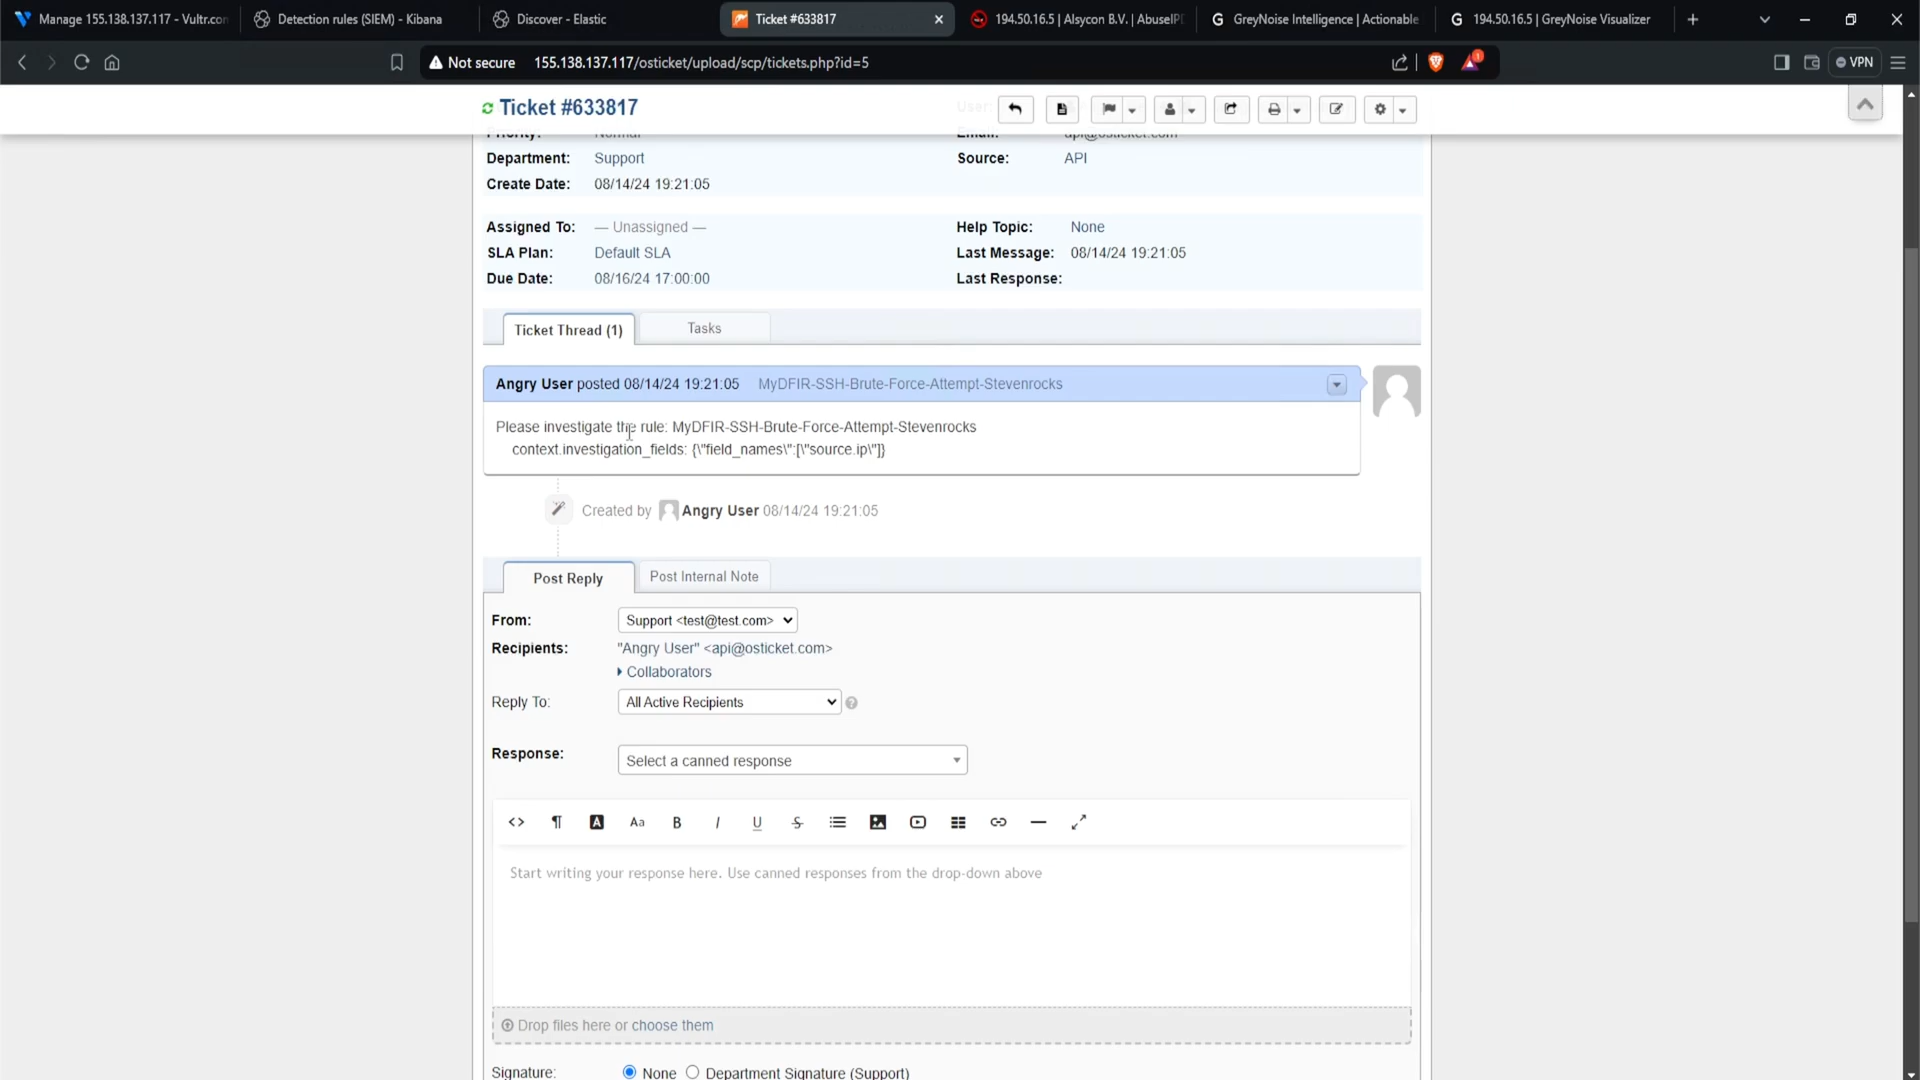 Manage 155.138.137.117 - Vultr.con
Detection rules (SIEM) - Kibana
Discover - Elastic
Ticket #633817
194.50.16.5 | Alsycon B.V. | AbuseIPD
GreyNoise Intelligence | Actionable
194.50.16.5 | GreyNoise Visualizer
Not secure 155.138.137.117/osticket/upload/scp/tickets.php?id=5
1
VPN
Ticket #633817
User:
Priority: Normal
Email: api@osticket.com
Department: Support
Source: API
Create Date: 08/14/24 19:21:05
Assigned To: — Unassigned —
Help Topic: None
SLA Plan: Default SLA
Last Message: 08/14/24 19:21:05
Due Date: 08/16/24 17:00:00
Last Response:
Ticket Thread (1)
Tasks
Angry User posted 08/14/24 19:21:05 MyDFIR-SSH-Brute-Force-Attempt-Stevenrocks
Please investigate the rule: MyDFIR-SSH-Brute-Force-Attempt-Stevenrocks
context.investigation_fields: {\"field_names\":[\"source.ip\"]}
Created by Angry User 08/14/24 19:21:05
Post Reply
Post Internal Note
From: Support <test@test.com>
Recipients: "Angry User" <api@osticket.com>
Collaborators
Reply To: All Active Recipients
Response: Select a canned response
Start writing your response here. Use canned responses from the drop-down above
Drop files here or choose them
Signature: None Department Signature (Support)